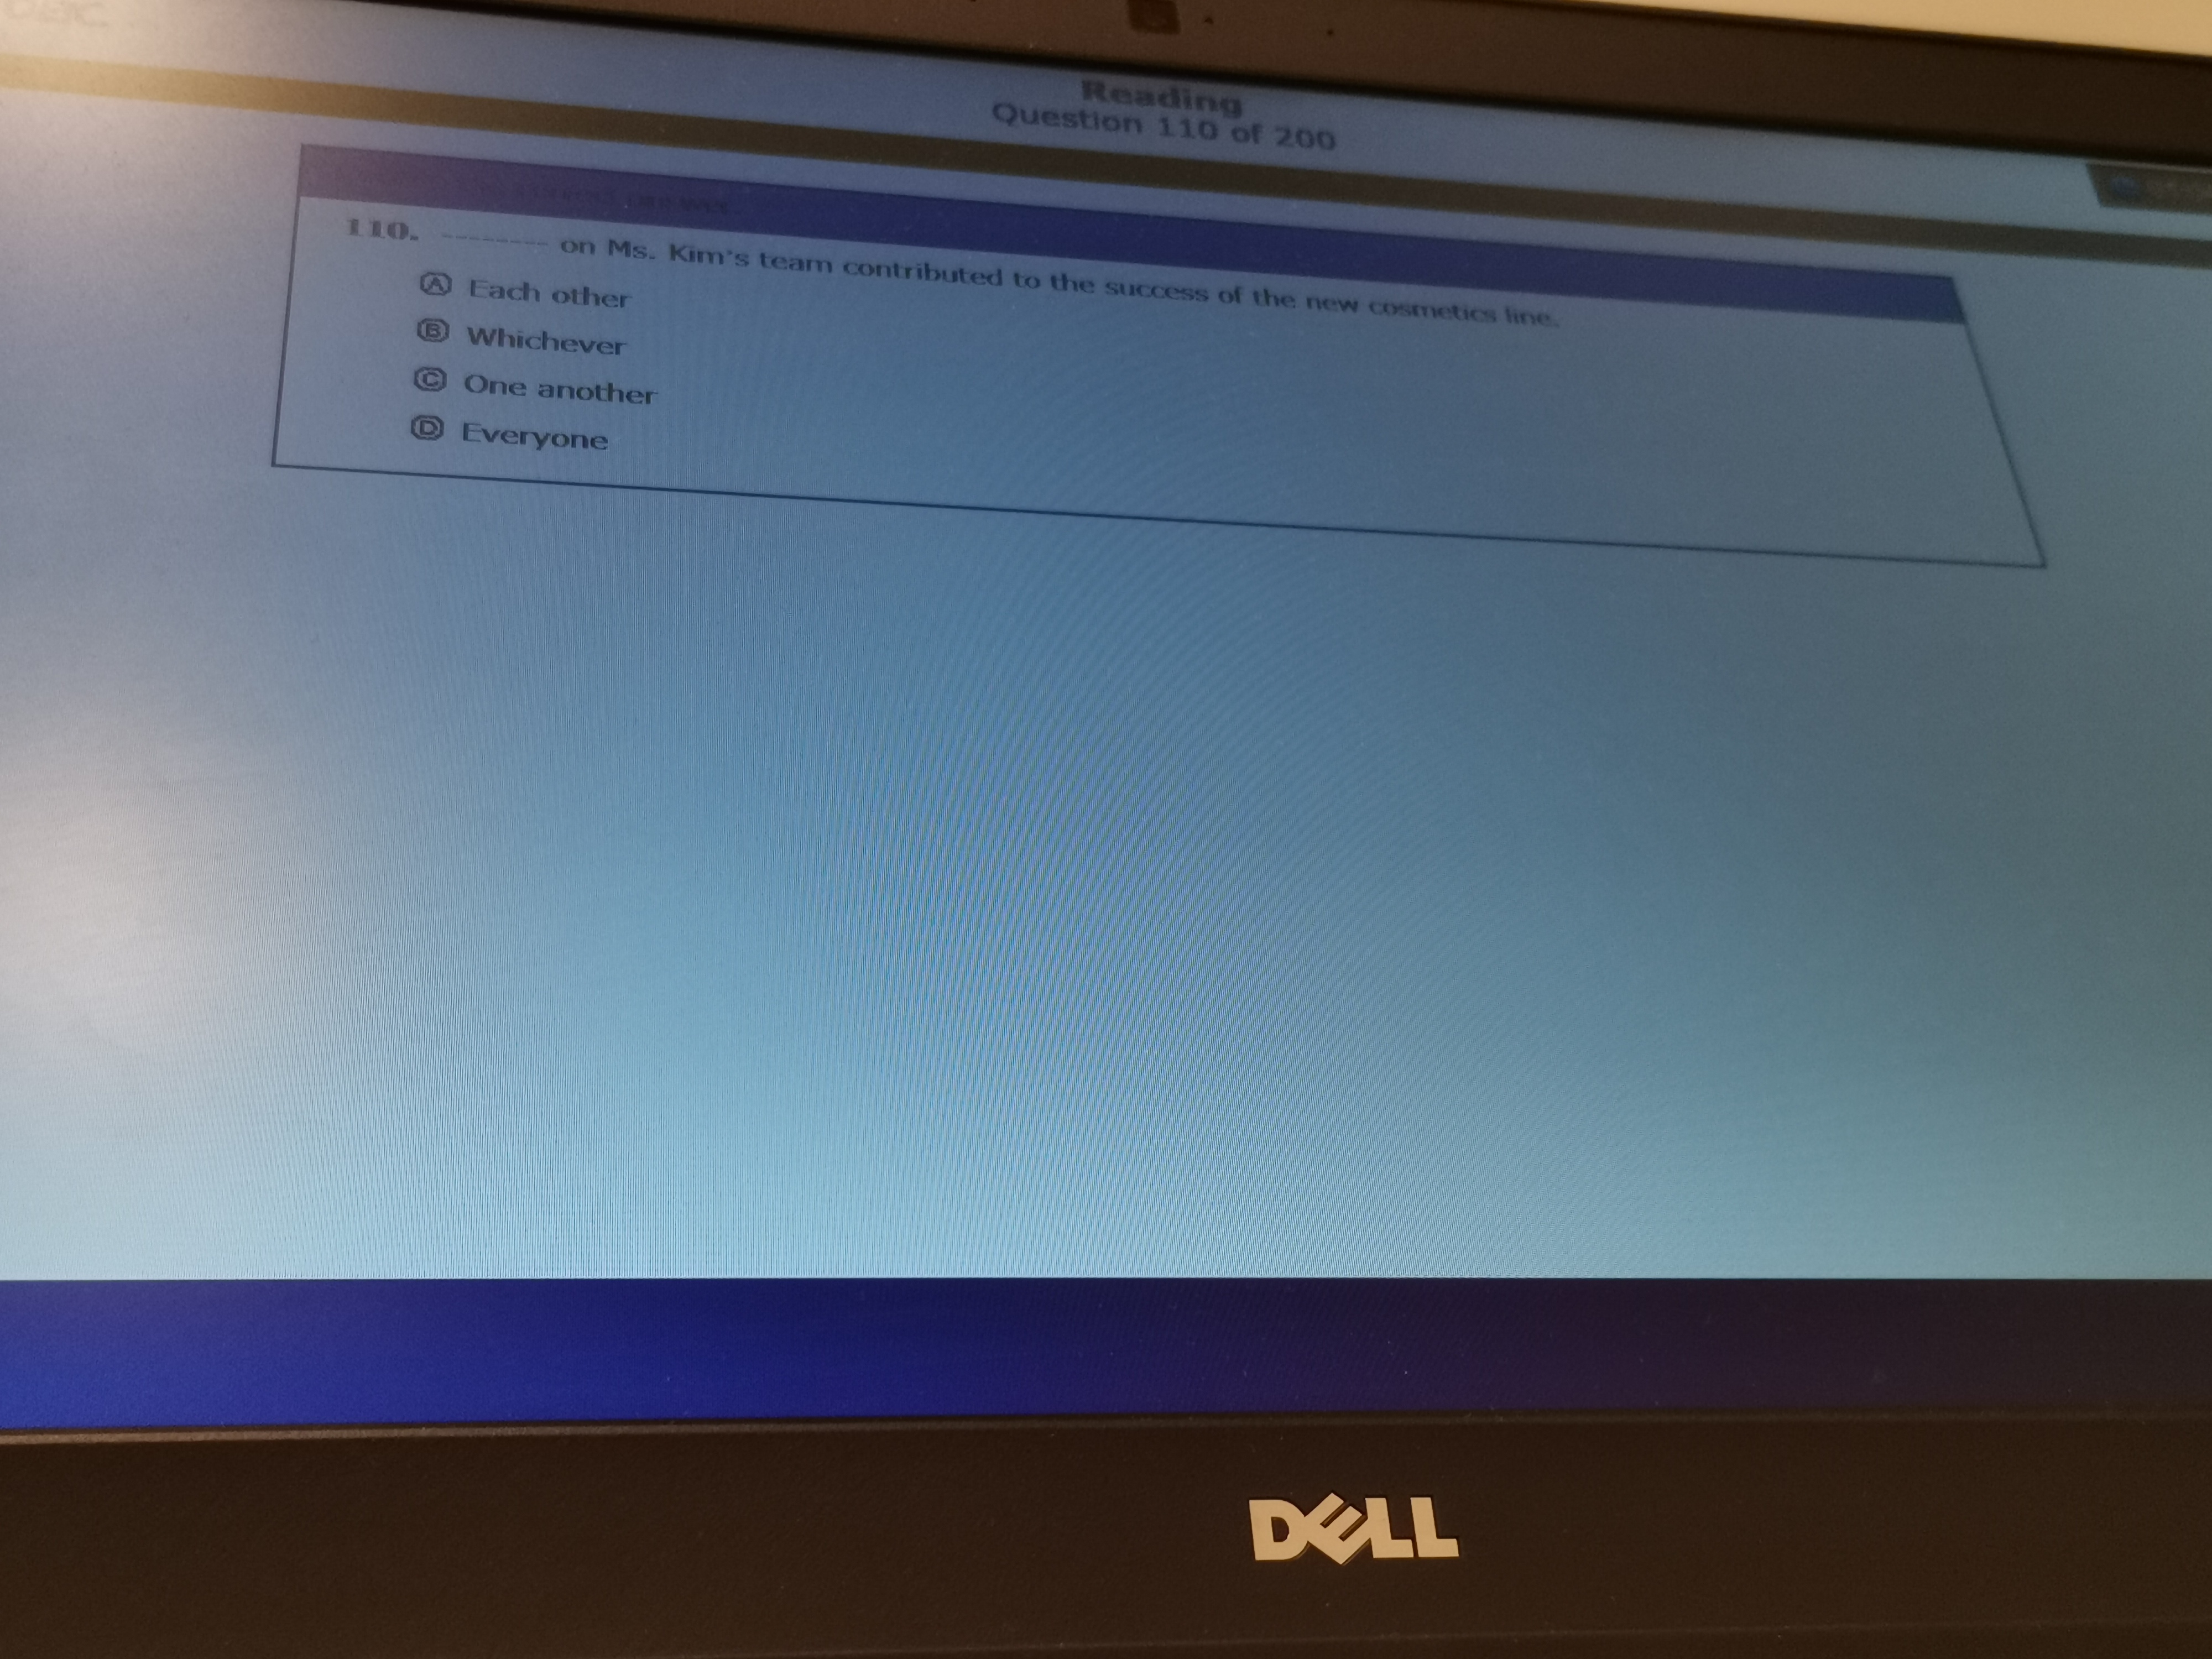 Reading
Question 110 of 200
110. -------- on Ms. Kim's team contributed to the success of the new cosmetics line.
A Each other
B Whichever
C One another
D Everyone
DELL